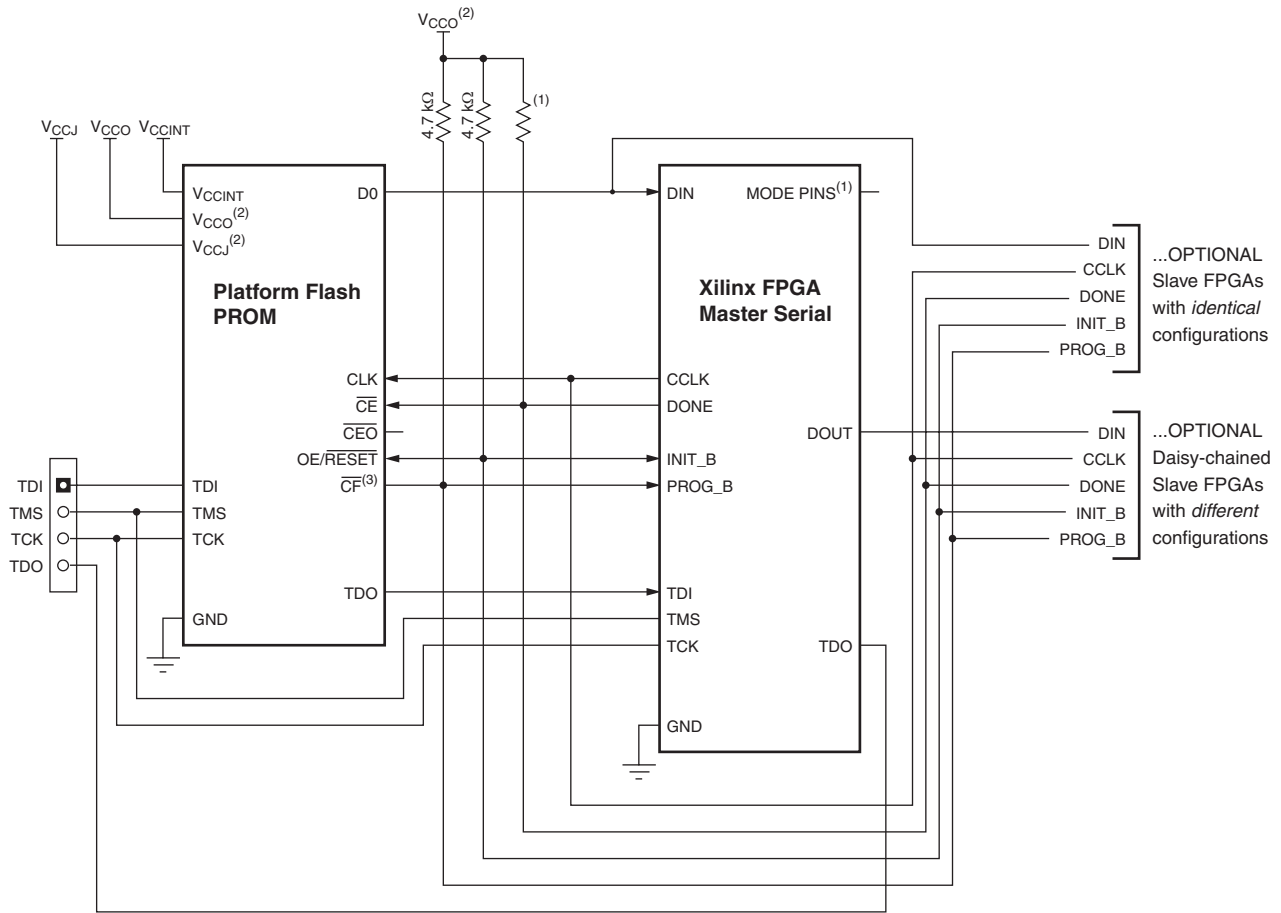 VCCO(2)
4.7 kΩ
4.7 kΩ
(1)
VCCJ VCCO VCCINT
VCCINT
VCCO(2)
VCCJ(2)
D0
Platform Flash
PROM
CLK
CE
CEO
OE/RESET
CF(3)
TDI
TMS
TCK
TDO
GND
TDI
TMS
TCK
TDO
DIN
MODE PINS(1)
Xilinx FPGA
Master Serial
CCLK
DONE
DOUT
INIT_B
PROG_B
TDI
TMS
TCK
TDO
GND
DIN
CCLK
DONE
INIT_B
PROG_B
...OPTIONAL
Slave FPGAs
with identical
configurations
DIN
CCLK
DONE
INIT_B
PROG_B
...OPTIONAL
Daisy-chained
Slave FPGAs
with different
configurations